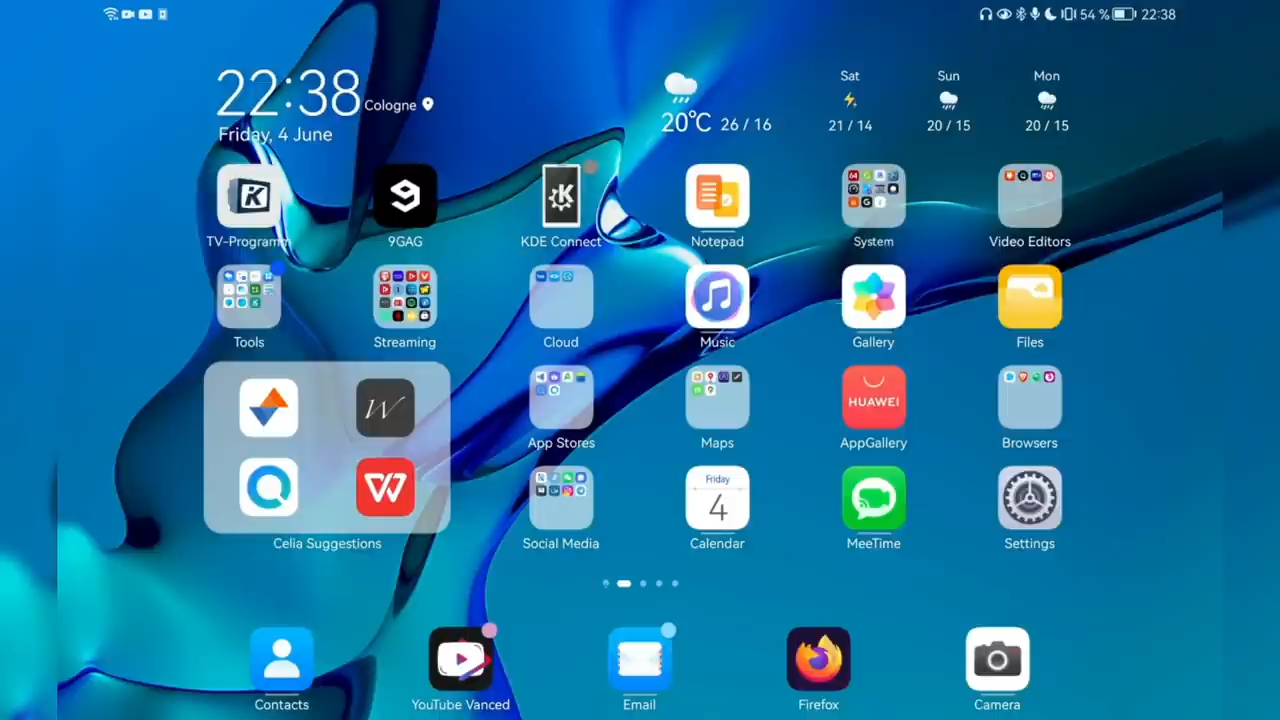 54 % 22:38
22:38 Cologne
Friday, 4 June
20°C 26 / 16
Sat Sun Mon
21 / 14 20 / 15 20 / 15
TV-Programm 9GAG KDE Connect Notepad System Video Editors
Tools Streaming Cloud Music Gallery Files
HUAWEI
App Stores Maps AppGallery Browsers
Friday
4
Celia Suggestions Social Media Calendar MeeTime Settings
Contacts YouTube Vanced Email Firefox Camera